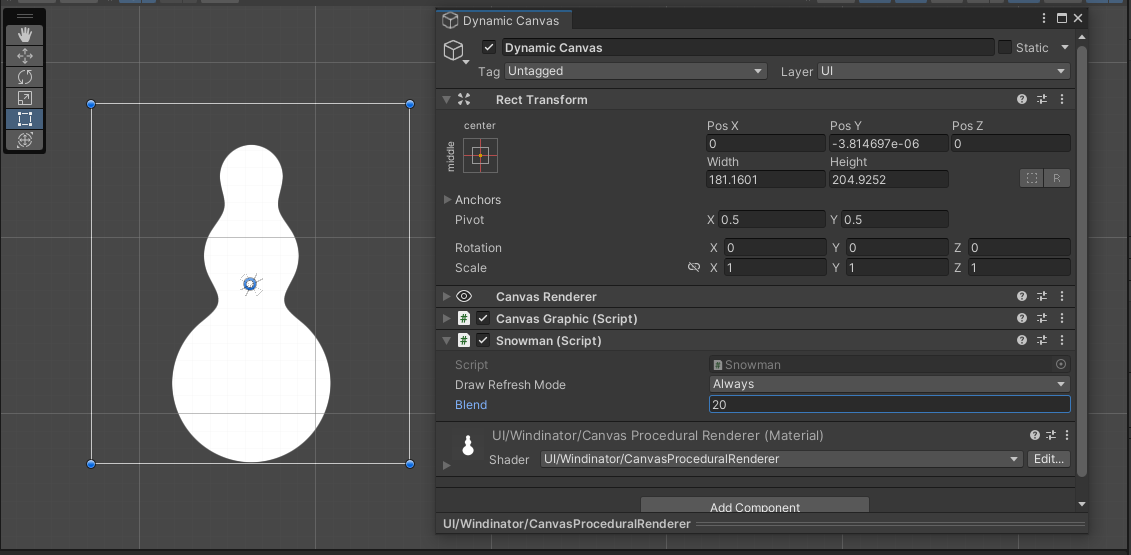 Dynamic Canvas
Dynamic Canvas Static
Tag Untagged Layer UI
Rect Transform
center
middle
Pos X Pos Y Pos Z
0 -3.814697e-06 0
Width Height
181.1601 204.9252
R
Anchors
Pivot X 0.5 Y 0.5
Rotation X 0 Y 0 Z 0
Scale X 1 Y 1 Z 1
Canvas Renderer
# Canvas Graphic (Script)
# Snowman (Script)
Script # Snowman
Draw Refresh Mode Always
Blend 20
UI/Windinator/Canvas Procedural Renderer (Material)
Shader UI/Windinator/CanvasProceduralRenderer Edit...
Add Component
UI/Windinator/CanvasProceduralRenderer